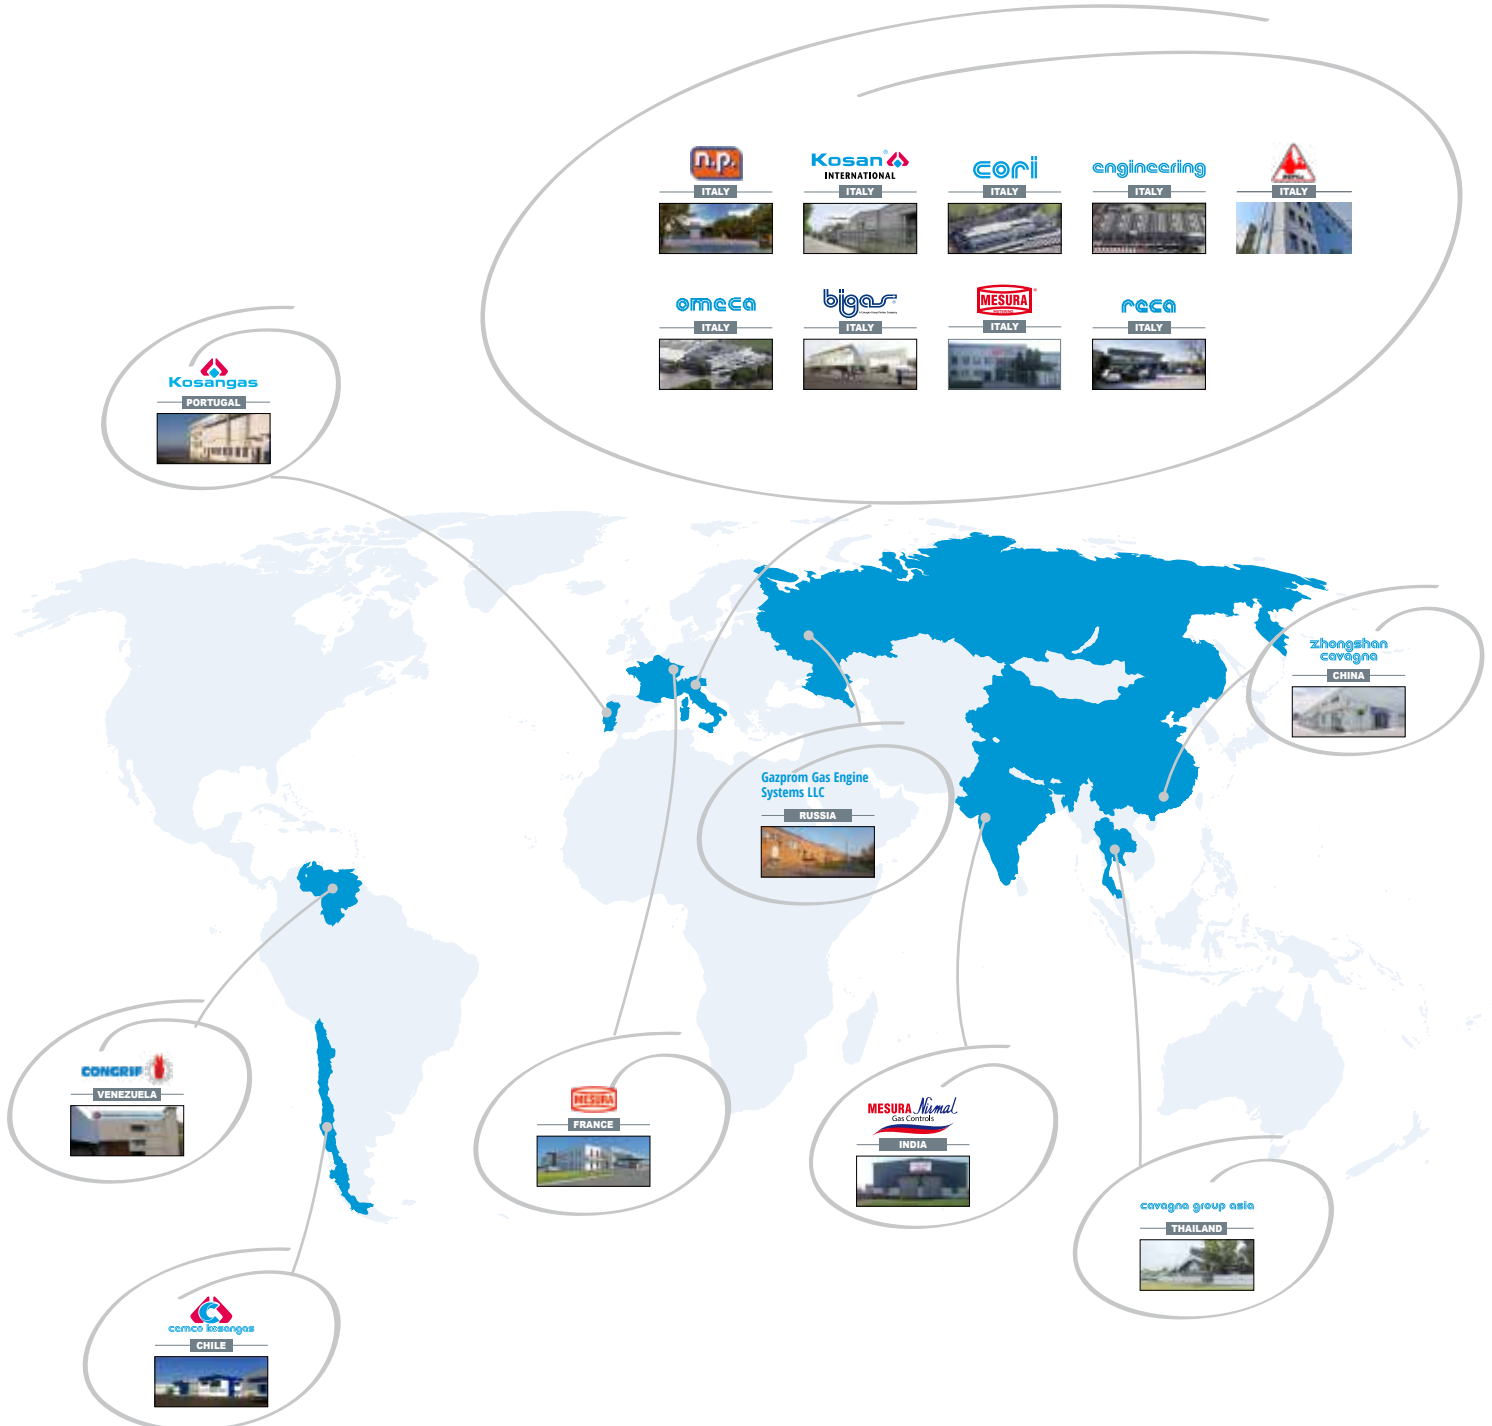 n.p.
ITALY
Kosan®
INTERNATIONAL
ITALY
cori
ITALY
engineering
ITALY
ITALY
omeca
ITALY
bigas
ITALY
MESURA®
ITALY
reca
ITALY
Kosangas
PORTUGAL
zhongshan
cavagna
CHINA
Gazprom Gas Engine
Systems LLC
RUSSIA
CONGRIF
VENEZUELA
MESURA
FRANCE
MESURA Nirmal
Gas Controls
INDIA
cavagna group asia
THAILAND
cemco kosangas
CHILE